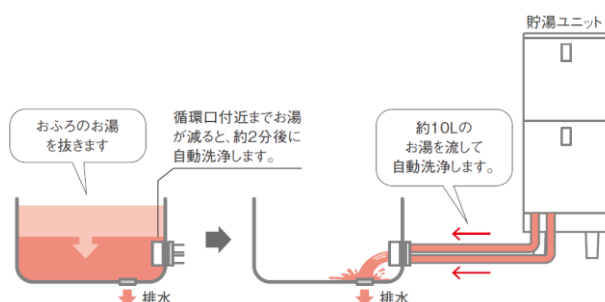 貯湯ユニット
おふろのお湯
を抜きます
循環口付近までお湯
が減ると、約2分後に
自動洗浄します。
約10Lの
お湯を流して
自動洗浄します。
排水
排水